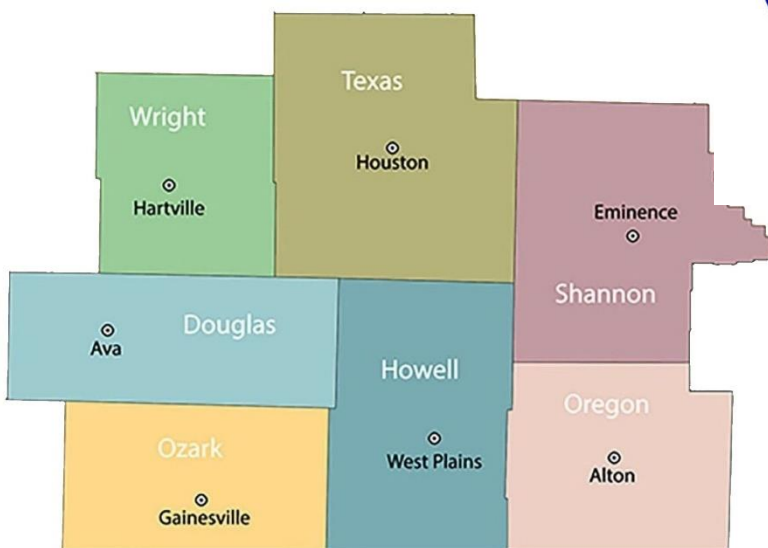 Texas
Wright
Houston
Hartville
Eminence
Shannon
Douglas
Ava
Howell
Oregon
Ozark
West Plains
Alton
Gainesville